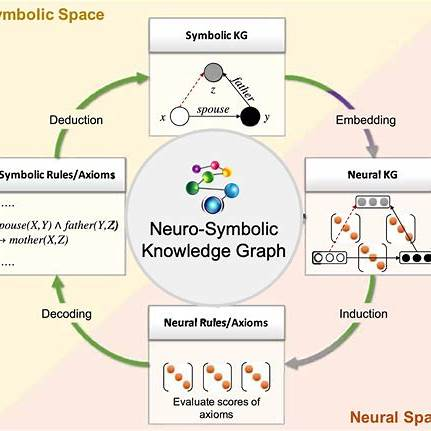 ymbolic Space
Symbolic KG
z
father
spouse
x
y
Deduction
Embedding
Symbolic Rules/Axioms
....
spouse(X,Y) ∧ father(Y,Z)
→ mother(X,Z)
....
Neural KG
Neuro-Symbolic
Knowledge Graph
Decoding
Induction
Neural Rules/Axioms
Evaluate scores of
axioms
Neural Spa